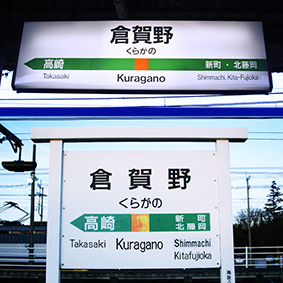 倉賀野
くらがの
高崎
新町・北藤岡
Takasaki
Kuragano
Shimmachi, Kita-Fujioka
倉賀野
くらがの
高崎
新町
北藤岡
Takasaki
Kuragano
Shimmachi
Kitafujioka